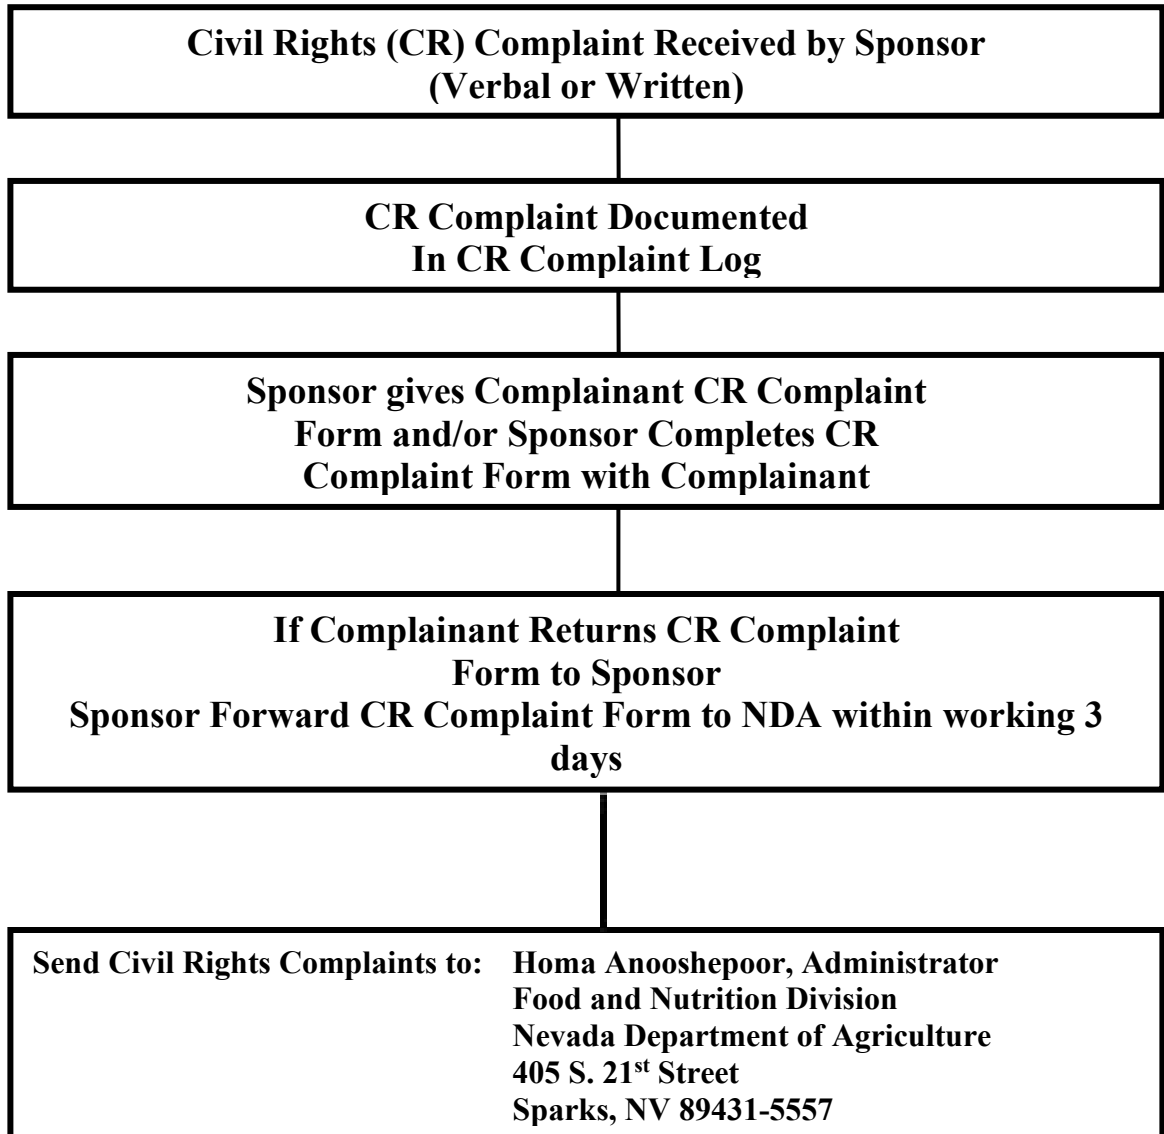 Civil Rights (CR) Complaint Received by Sponsor
(Verbal or Written)
CR Complaint Documented
In CR Complaint Log
Sponsor gives Complainant CR Complaint
Form and/or Sponsor Completes CR
Complaint Form with Complainant
If Complainant Returns CR Complaint
Form to Sponsor
Sponsor Forward CR Complaint Form to NDA within working 3
days
Send Civil Rights Complaints to: Homa Anooshepoor, Administrator
Food and Nutrition Division
Nevada Department of Agriculture
405 S. 21st Street
Sparks, NV 89431-5557